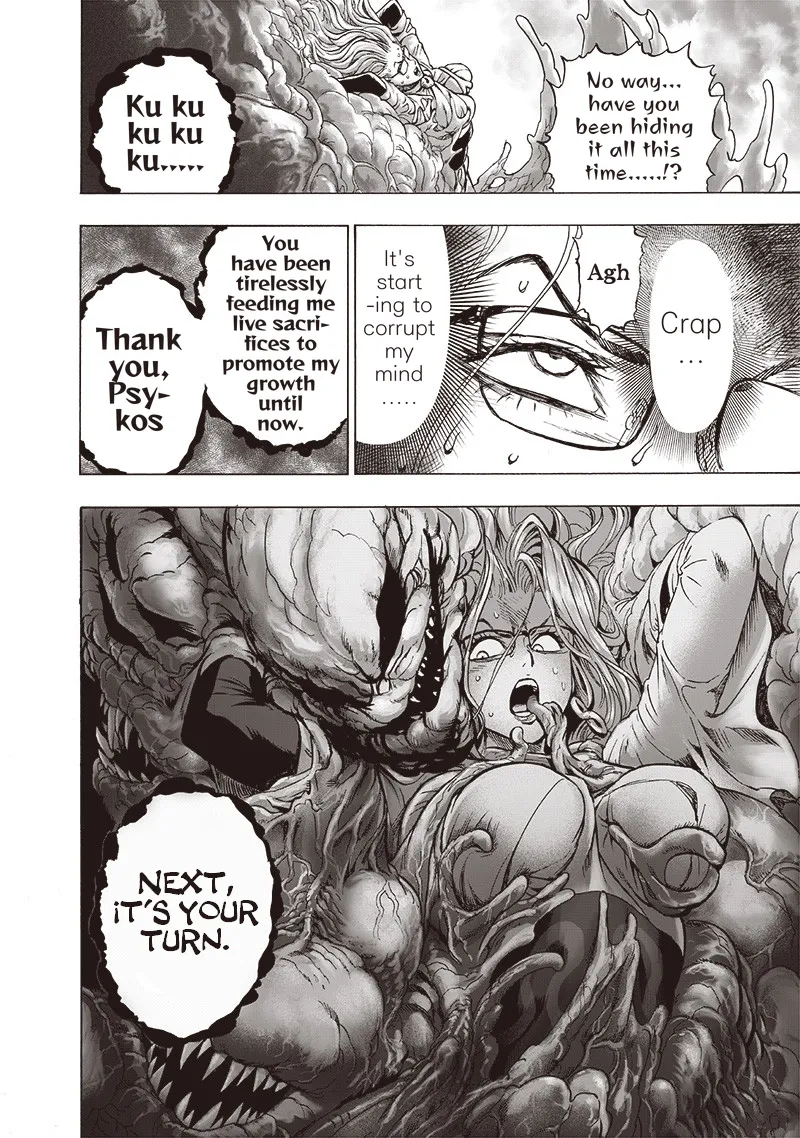 No way...
have you
been hiding
it all this
time.....!?
Ku ku
ku ku
ku.....
Crap
...
Agh
It's
start
-ing to
corrupt
my
mind
.....
You
have been
tirelessly
feeding me
live sacri-
fices to
promote my
growth
until
now.
Thank
you,
Psy-
kos
NEXT,
iT'S YOUR
TURN.